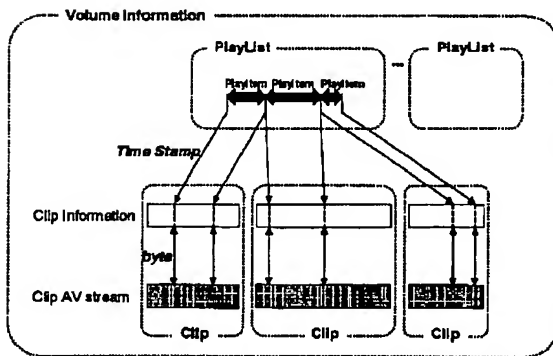 Volume Information
PlayList
PlayList
PlayItem PlayItem PlayItem
Time Stamp
Clip Information
byte
Clip AV stream
Clip
Clip
Clip